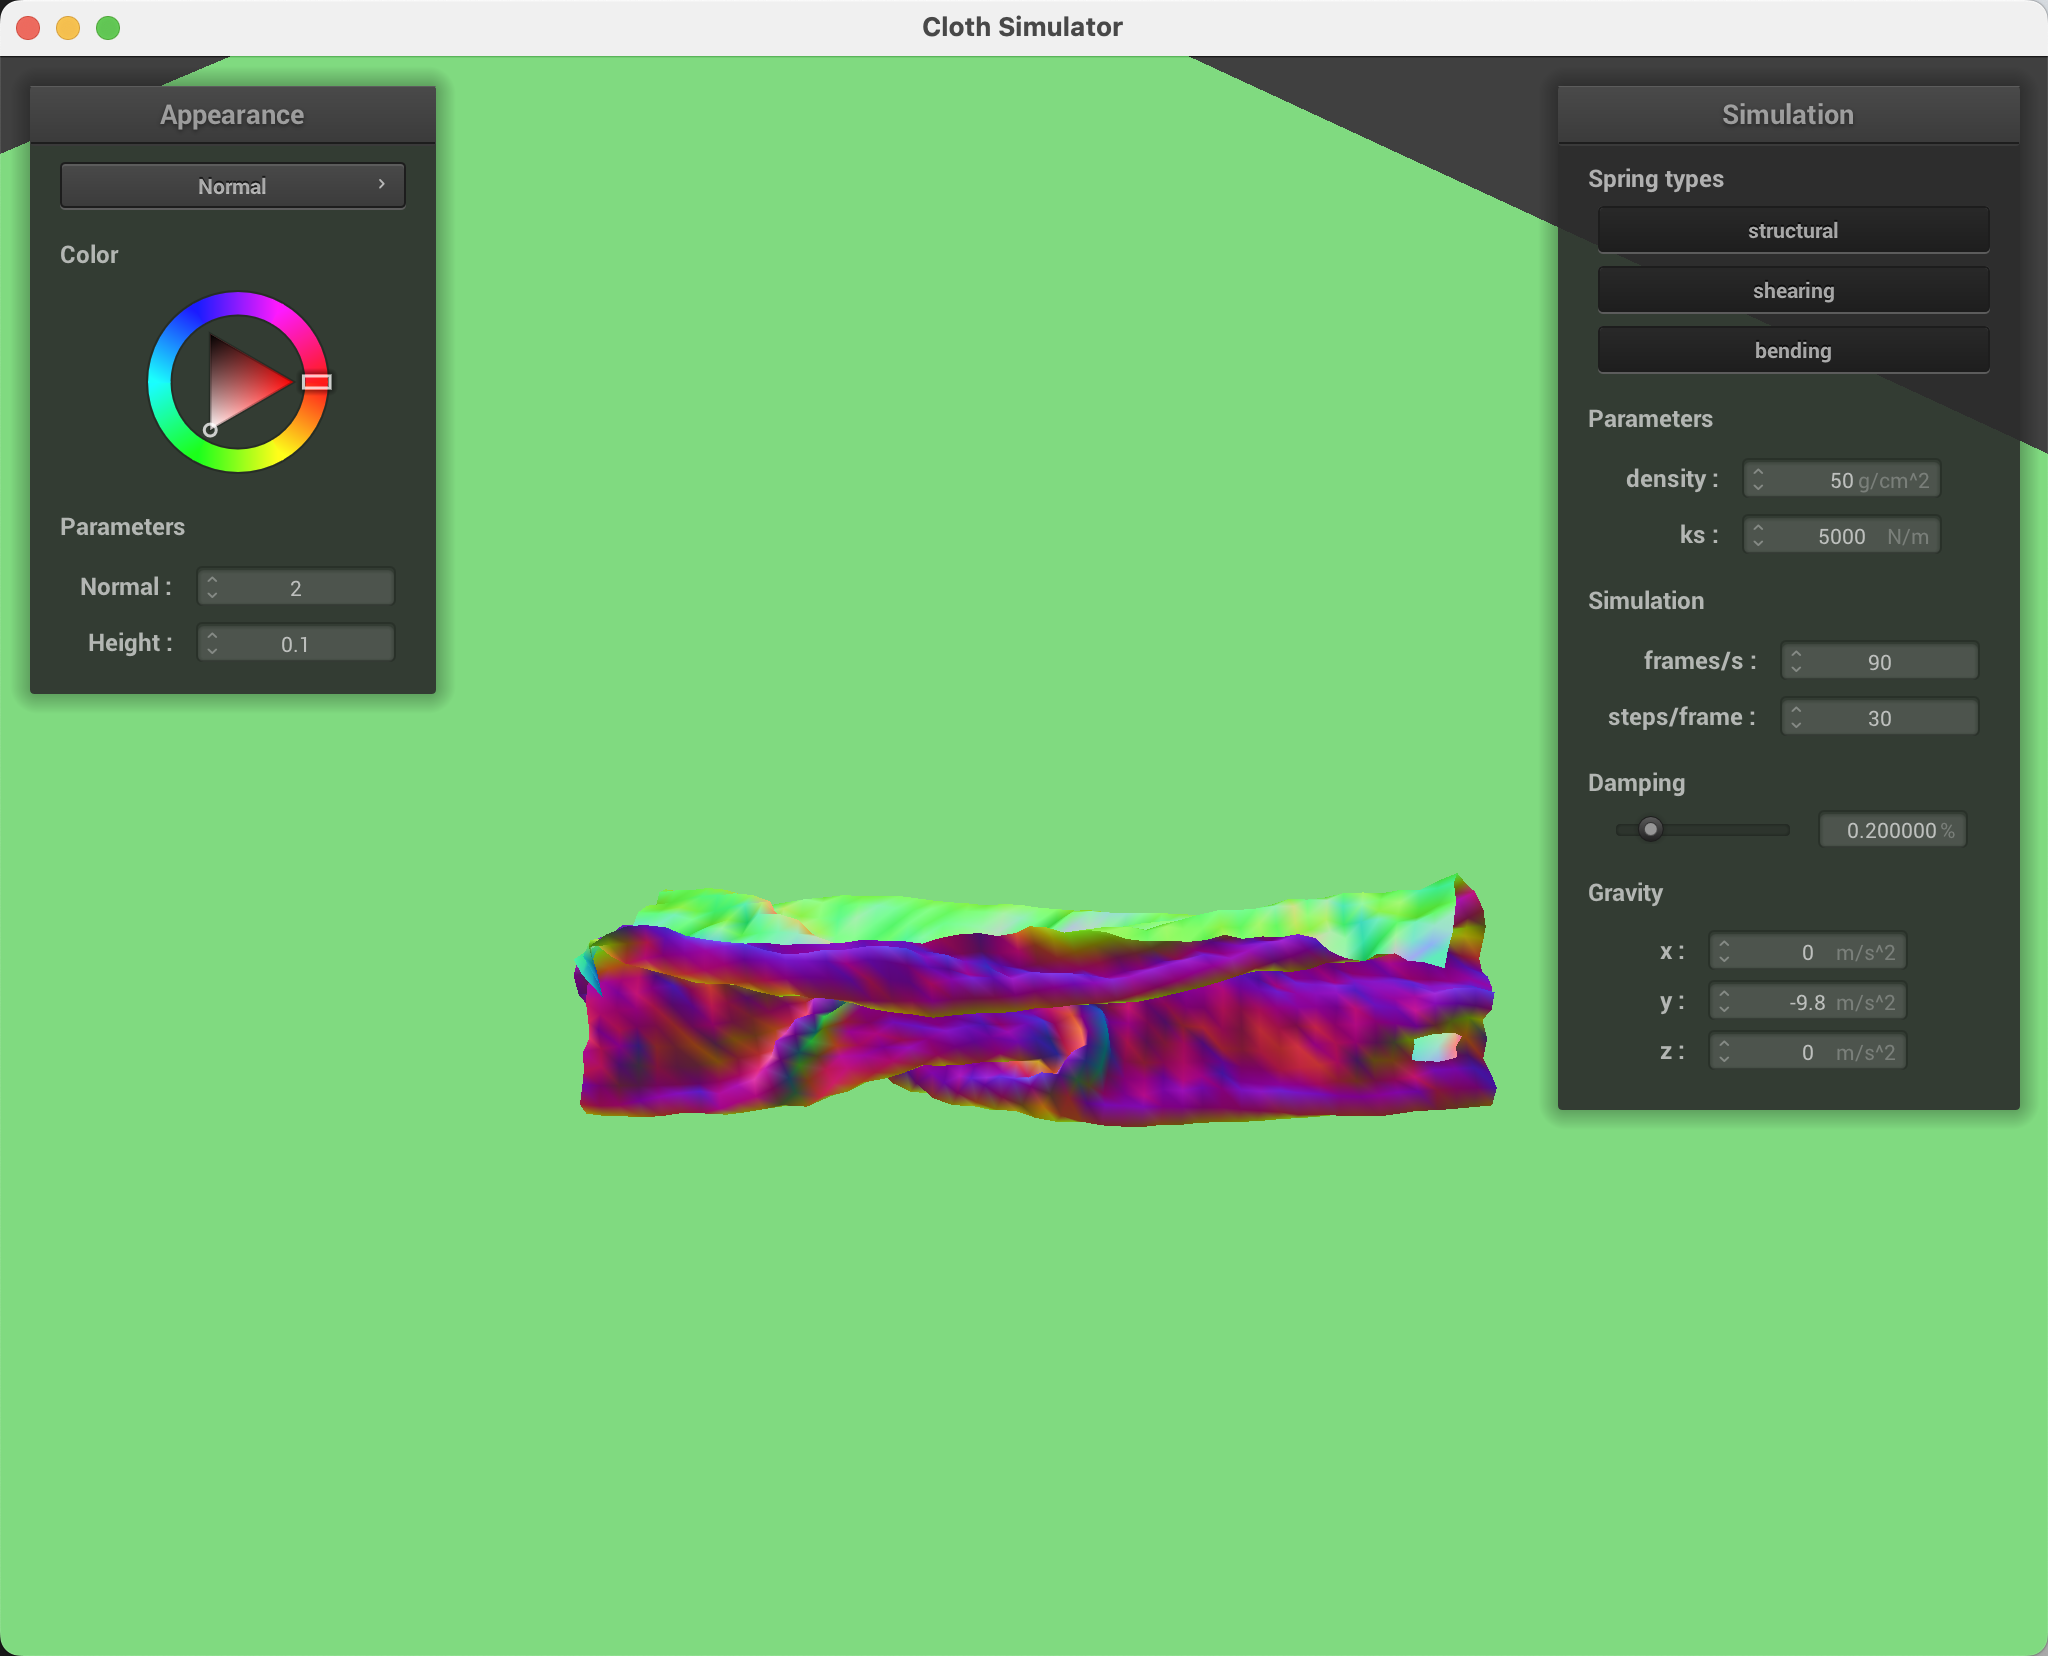 Cloth Simulator
Appearance
Normal
Color
Parameters
Normal : 2
Height : 0.1
Simulation
Spring types
structural
shearing
bending
Parameters
density : 50 g/cm^2
ks : 5000 N/m
Simulation
frames/s : 90
steps/frame : 30
Damping
0.200000 %
Gravity
x : 0 m/s^2
y : -9.8 m/s^2
z : 0 m/s^2